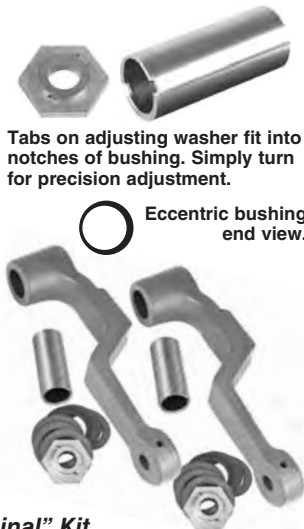 Tabs on adjusting washer fit into
notches of bushing. Simply turn
for precision adjustment.
Eccentric bushing
end view.
Kit